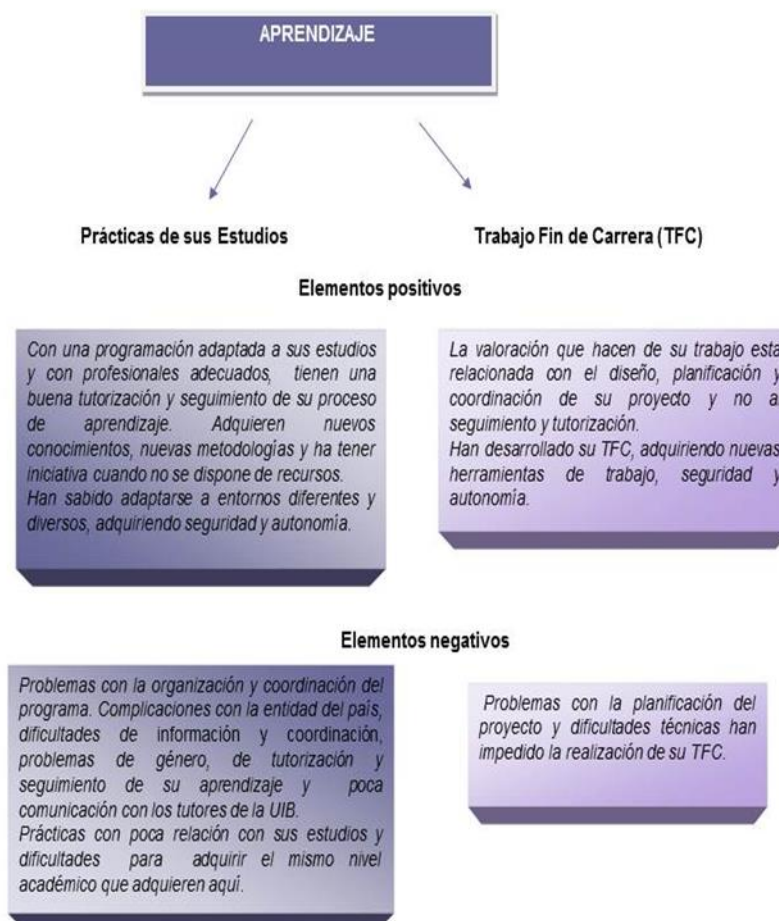 APRENDIZAJE
Prácticas de sus Estudios
Trabajo Fin de Carrera (TFC)
Elementos positivos
Con una programación adaptada a sus estudios
y con profesionales adecuados, tienen una
buena tutorización y seguimiento de su proceso
de aprendizaje. Adquieren nuevos
conocimientos, nuevas metodologías y ha tener
iniciativa cuando no se dispone de recursos.
Han sabido adaptarse a entornos diferentes y
diversos, adquiriendo seguridad y autonomía.
La valoración que hacen de su trabajo esta
relacionada con el diseño, planificación y
coordinación de su proyecto y no al
seguimiento y tutorización.
Han desarrollado su TFC, adquiriendo nuevas
herramientas de trabajo, seguridad y
autonomía.
Elementos negativos
Problemas con la organización y coordinación del
programa. Complicaciones con la entidad del país,
dificultades de información y coordinación,
problemas de género, de tutorización y
seguimiento de su aprendizaje y poca
comunicación con los tutores de la UIB.
Prácticas con poca relación con sus estudios y
dificultades para adquirir el mismo nivel
académico que adquieren aquí.
Problemas con la planificación del
proyecto y dificultades técnicas han
impedido la realización de su TFC.